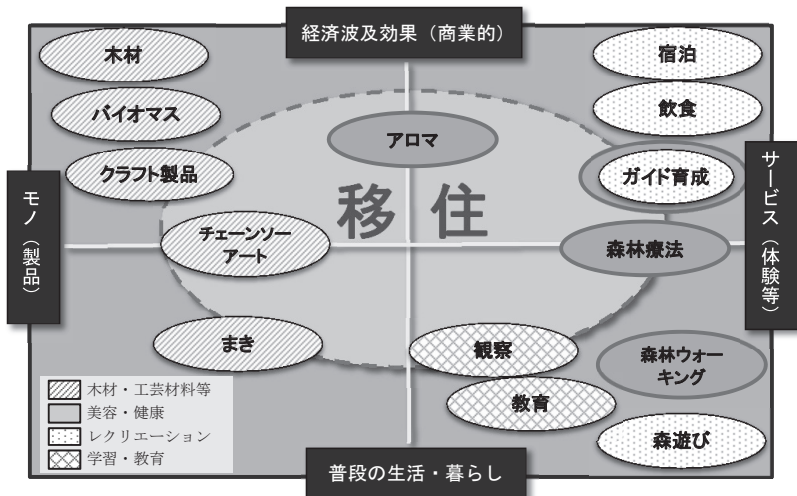 経済波及効果（商業的）
木材
宿泊
バイオマス
飲食
アロマ
クラフト製品
ガイド育成
モノ（製品）
移住
サービス（体験等）
チェーンソー
アート
森林療法
まき
観察
森林ウォー
キング
教育
森遊び
木材・工芸材料等
美容・健康
レクリエーション
学習・教育
普段の生活・暮らし